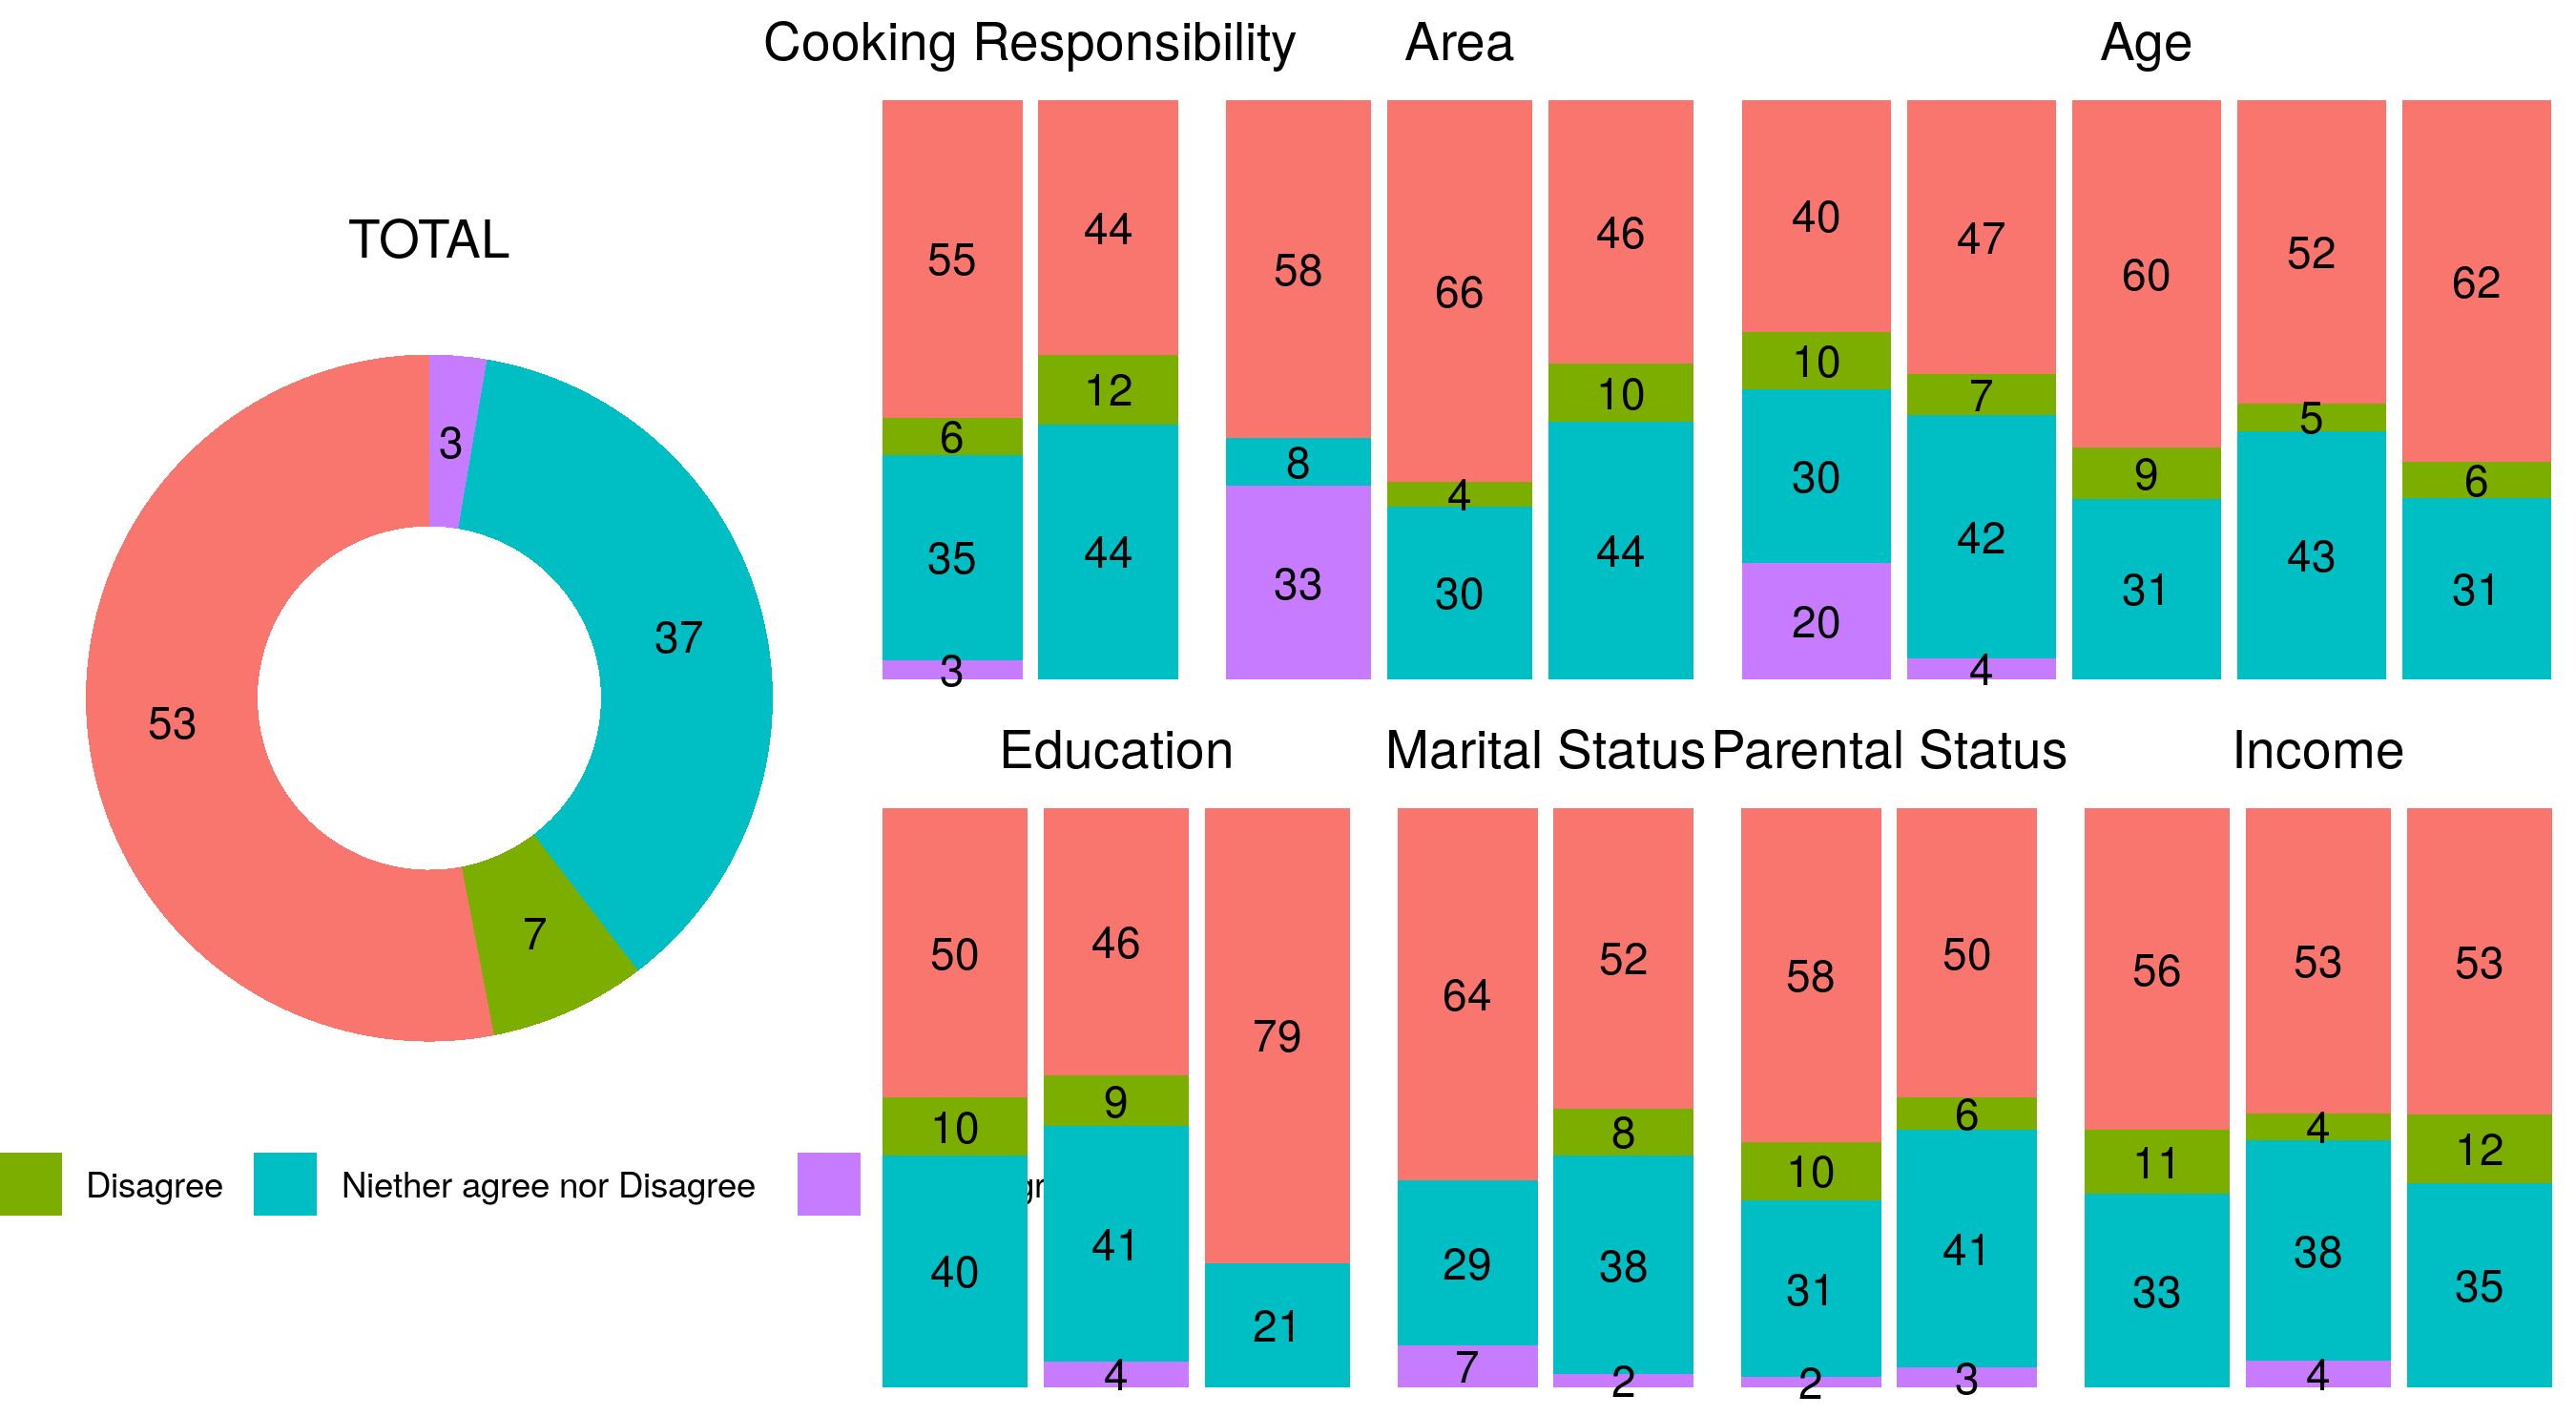 Cooking Responsibility
Area
Age
TOTAL
55 44
6 12
35 44
3
58 66 46
8 4 10
33 30 44
40 47 60 52 62
10 7 9 5 6
30 42 31 43 31
20 4
3
37
53
7
Education
Marital Status
Parental Status
Income
50 46 79
10 9
40 41 21
4
64 52
8
29 38
7 2
58 50
10 6
31 41
2 3
56 53 53
11 4 12
33 38 35
4
Disagree
Niether agree nor Disagree